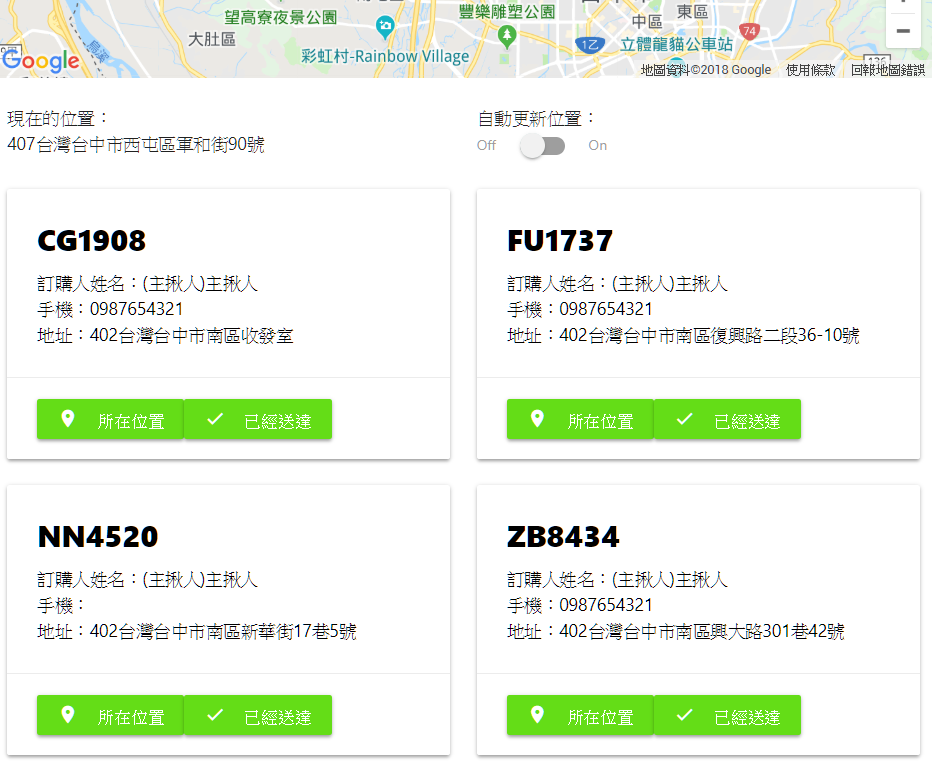 望高寮夜景公園
豐樂雕塑公園
中區
東區
大肚區
彩虹村-Rainbow Village
1乙
立體龍貓公車站
74
136
Google
地圖資料©2018 Google
使用條款
回報地圖錯誤
現在的位置：
407台灣台中市西屯區軍和街90號
自動更新位置：
Off
On
CG1908
訂購人姓名：(主揪人)主揪人
手機：0987654321
地址：402台灣台中市南區收發室
所在位置
已經送達
FU1737
訂購人姓名：(主揪人)主揪人
手機：0987654321
地址：402台灣台中市南區復興路二段36-10號
所在位置
已經送達
NN4520
訂購人姓名：(主揪人)主揪人
手機：
地址：402台灣台中市南區新華街17巷5號
所在位置
已經送達
ZB8434
訂購人姓名：(主揪人)主揪人
手機：0987654321
地址：402台灣台中市南區興大路301巷42號
所在位置
已經送達